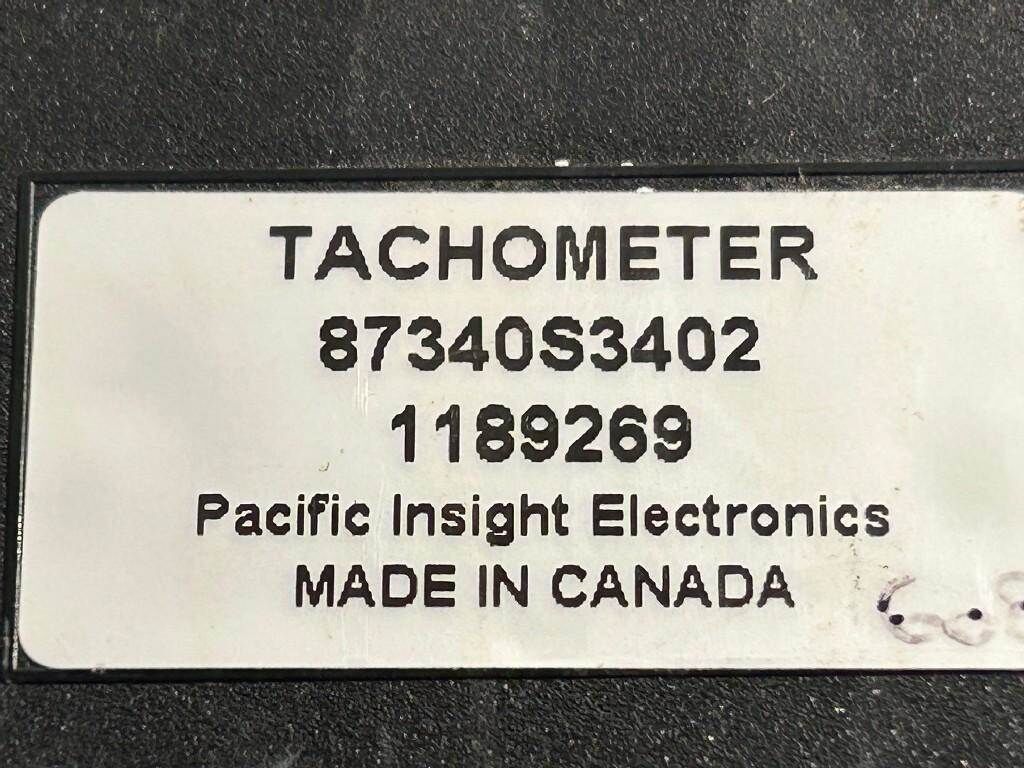 TACHOMETER
87340S3402
1189269
Pacific Insight Electronics
MADE IN CANADA